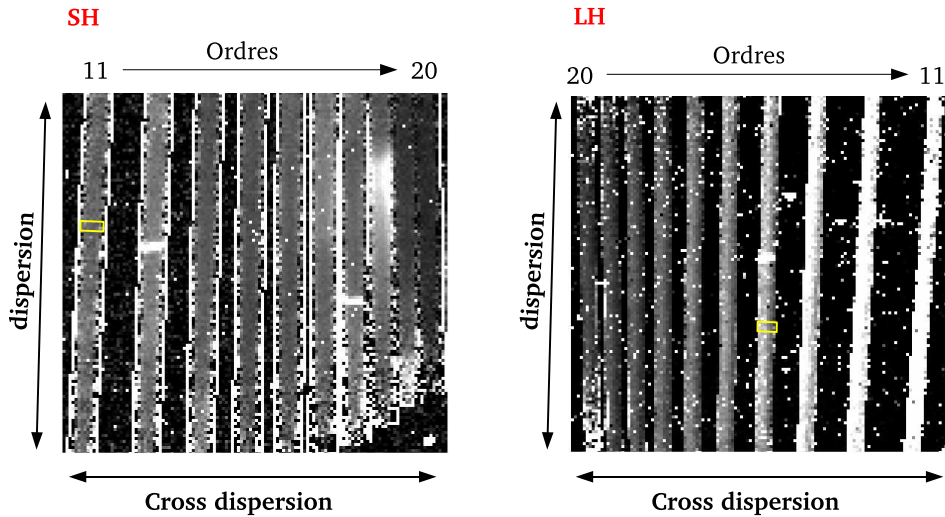 SH
Ordres
11
20
dispersion
Cross dispersion
LH
Ordres
20
11
dispersion
Cross dispersion